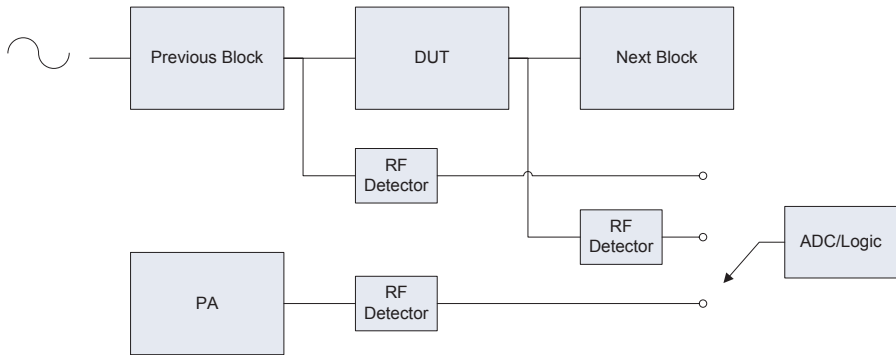 Previous Block
DUT
Next Block
RF
Detector
RF
Detector
ADC/Logic
PA
RF
Detector